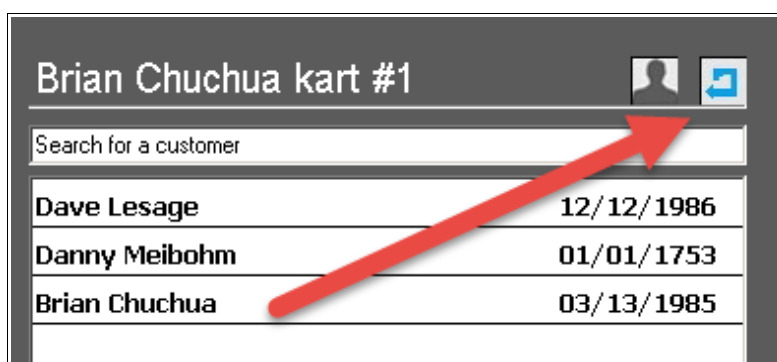 Brian Chuchua kart #1
Search for a customer
Dave Lesage 12/12/1986
Danny Meibohm 01/01/1753
Brian Chuchua 03/13/1985